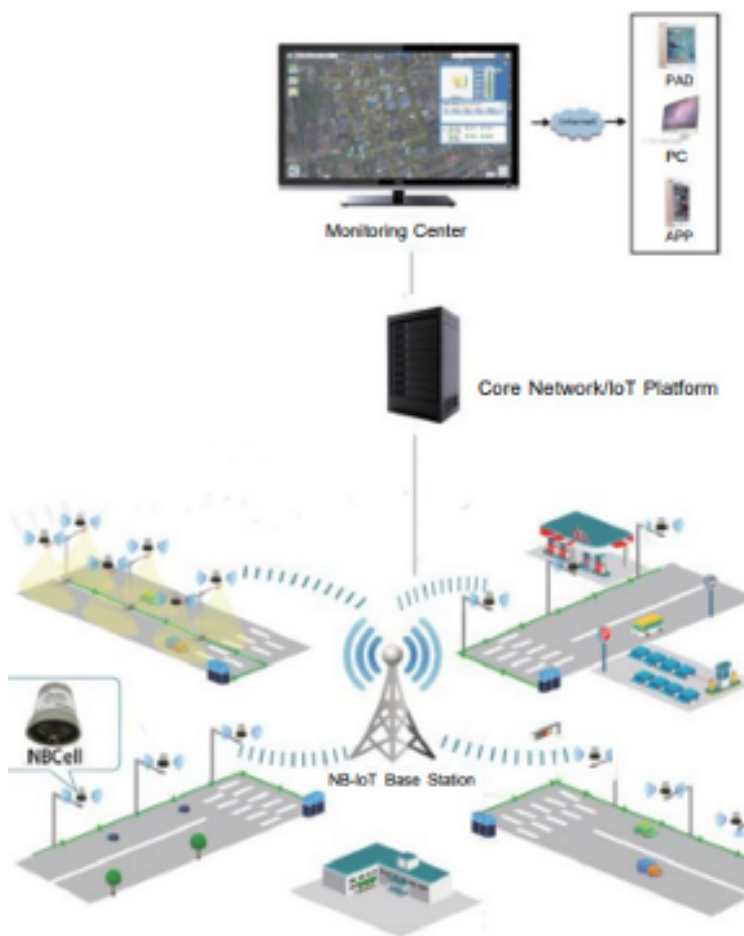 PAD
PC
APP
Monitoring Center
Core Network/IoT Platform
NBCell
NB-IoT Base Station